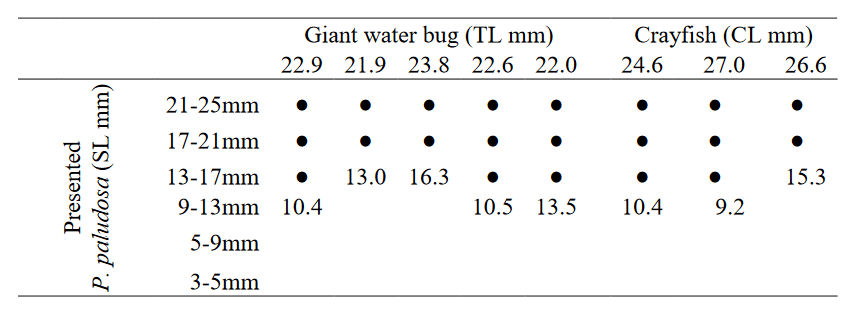 Giant water bug (TL mm) Crayfish (CL mm)
22.9 21.9 23.8 22.6 22.0 24.6 27.0 26.6
Presented
P. paludosa (SL mm)
21-25mm ● ● ● ● ● ● ● ●
17-21mm ● ● ● ● ● ● ● ●
13-17mm ● 13.0 16.3 ● ● ● ● 15.3
9-13mm 10.4 10.5 13.5 10.4 9.2
5-9mm
3-5mm